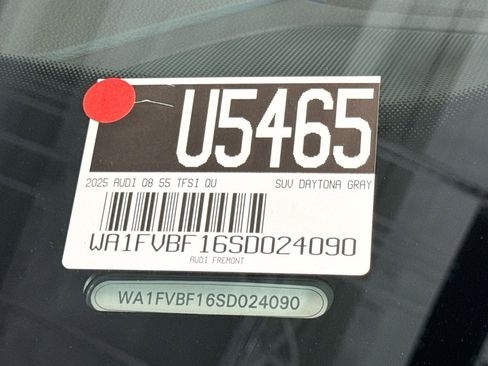 U5465
2025 AUDI Q8 55 TFSI QU SUV DAYTONA GRAY
WA1FVBF16SD024090
AUDI FREMONT
WA1FVBF16SD024090